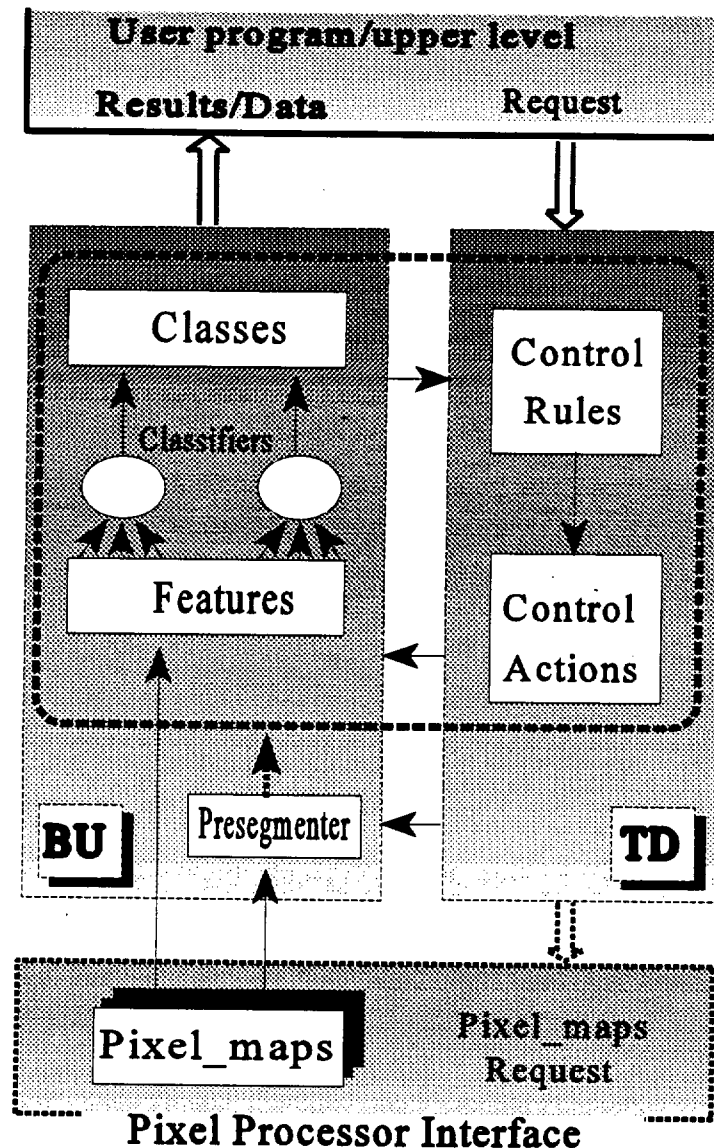 User program/upper level
Results/Data
Request
Classes
Control
Rules
Classifiers
Features
Control
Actions
Presegmenter
BU
TD
Pixel_maps
Pixel_maps
Request
Pixel Processor Interface